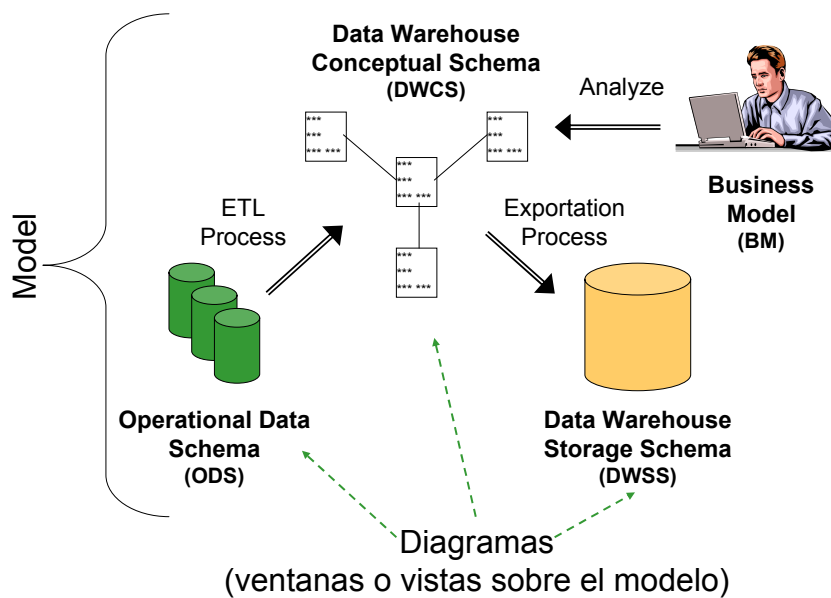 Data Warehouse
Conceptual Schema
(DWCS)
Analyze
***
***
*** ***
***
***
*** ***
***
***
*** ***
***
***
*** ***
Business
Model
(BM)
ETL
Process
Exportation
Process
Model
Operational Data
Schema
(ODS)
Data Warehouse
Storage Schema
(DWSS)
Diagramas
(ventanas o vistas sobre el modelo)